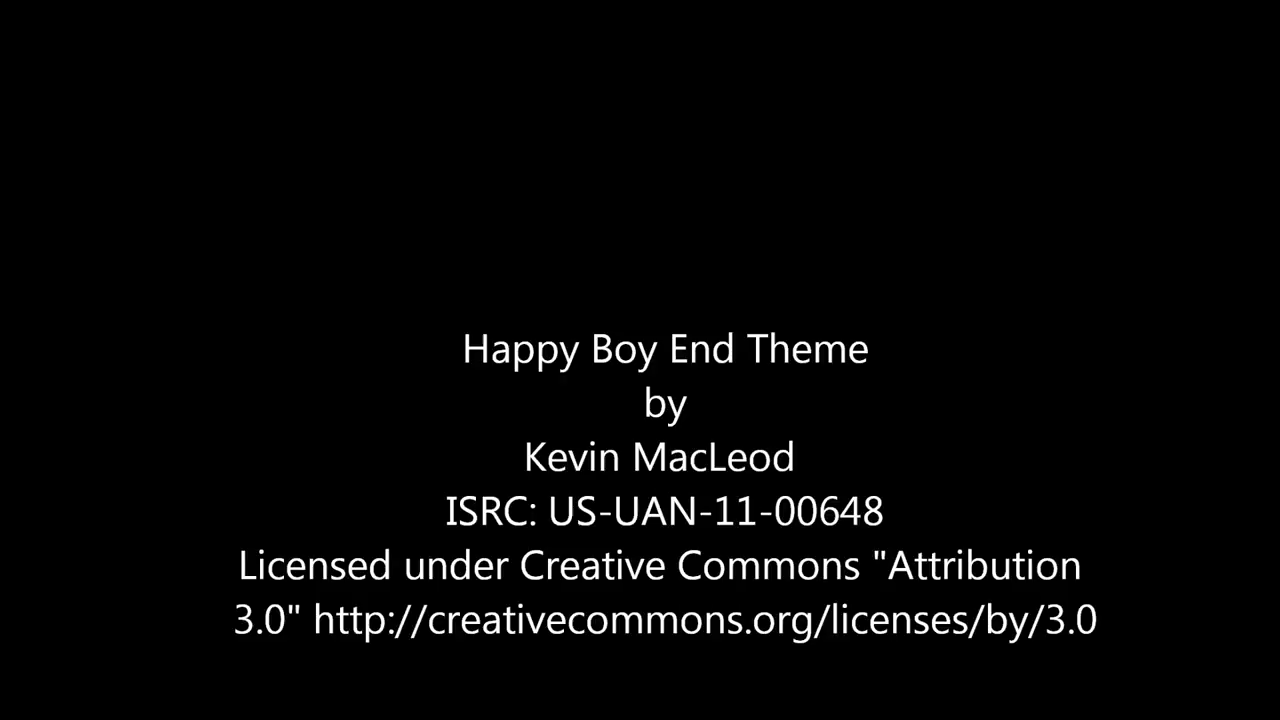 Happy Boy End Theme
by
Kevin MacLeod
ISRC: US-UAN-11-00648
Licensed under Creative Commons "Attribution
3.0" http://creativecommons.org/licenses/by/3.0